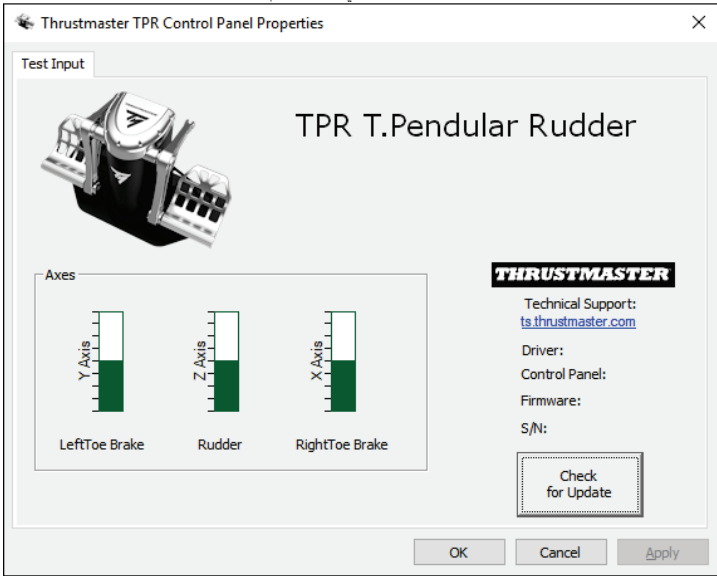 Thrustmaster TPR Control Panel Properties
Test Input
TPR T.Pendular Rudder
Axes
Y Axis
Z Axis
X Axis
LeftToe Brake
Rudder
RightToe Brake
THRUSTMASTER
Technical Support:
ts.thrustmaster.com
Driver:
Control Panel:
Firmware:
S/N:
Check
for Update
OK
Cancel
Apply